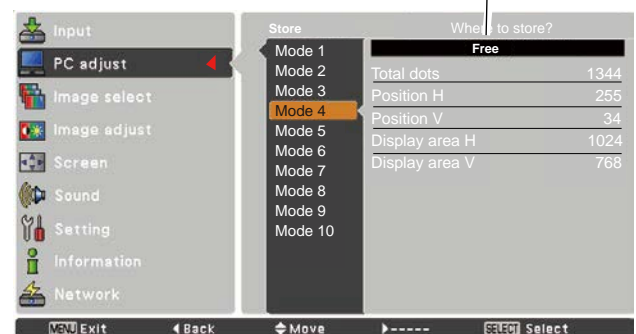 Input
PC adjust
Image select
Image adjust
Screen
Sound
Setting
Information
Network
Store
Mode 1
Mode 2
Mode 3
Mode 4
Mode 5
Mode 6
Mode 7
Mode 8
Mode 9
Mode 10
Where to store?
Free
Total dots 1344
Position H 255
Position V 34
Display area H 1024
Display area V 768
MENU Exit Back Move ----- SELECT Select